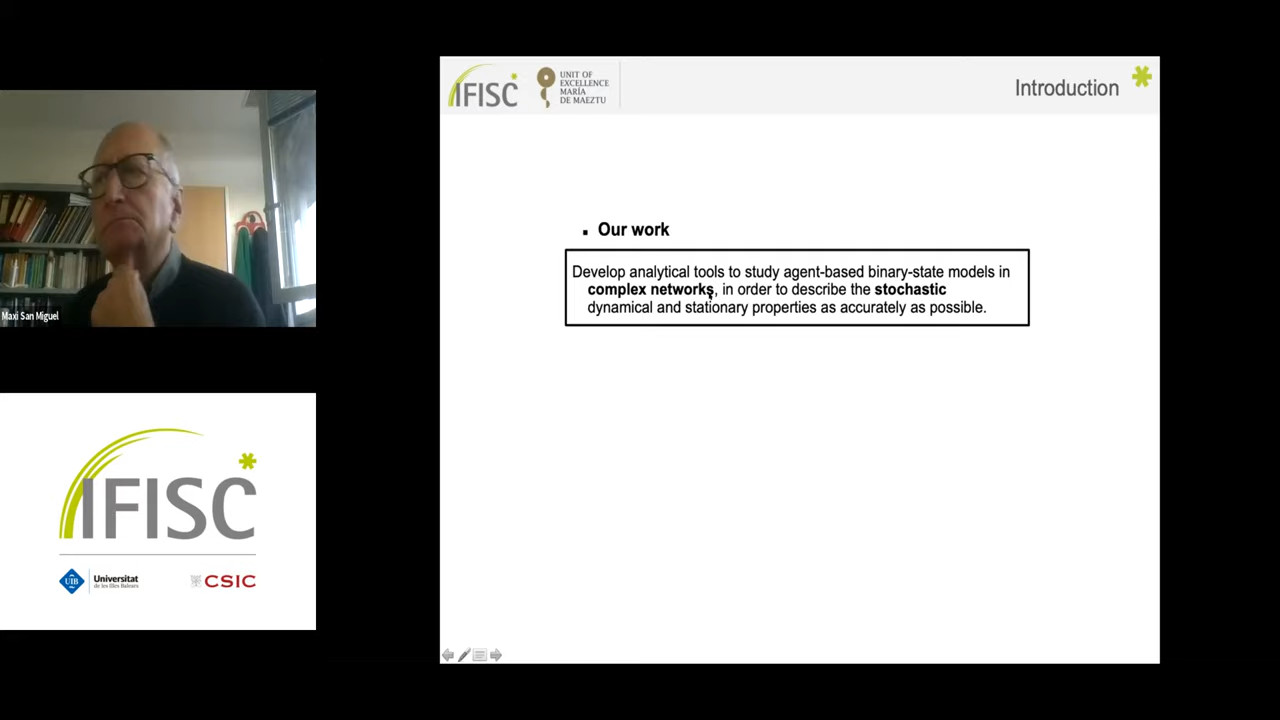 Maxi San Miguel
IFISC
UIB
Universitat
de les Illes Balears
CSIC
IFISC
UNIT OF
EXCELLENCE
MARÍA
DE MAEZTU
Introduction
▪ Our work
Develop analytical tools to study agent-based binary-state models in
complex networks, in order to describe the stochastic
dynamical and stationary properties as accurately as possible.